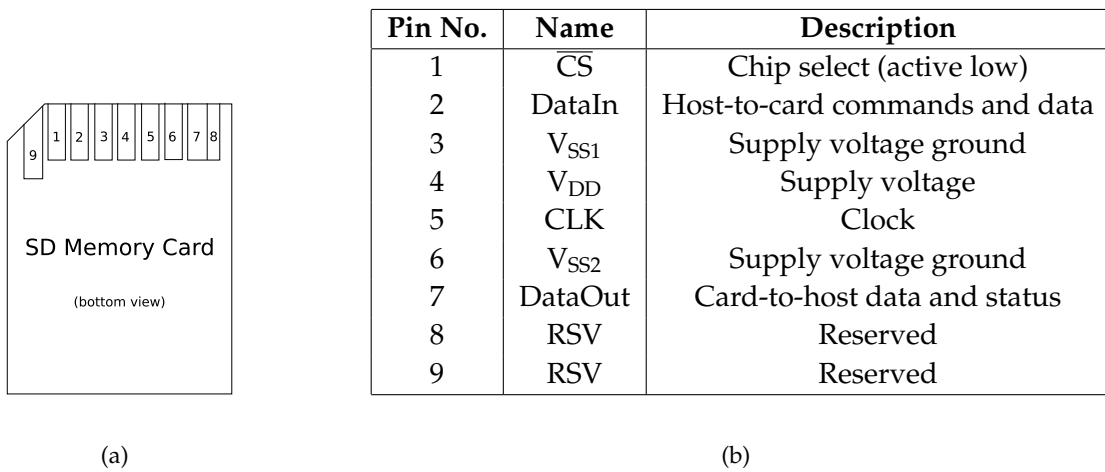 1 2 3 4 5 6 7 8
9
SD Memory Card
(bottom view)
(a)
Pin No. Name Description
1 C̅S̅ Chip select (active low)
2 DataIn Host-to-card commands and data
3 VSS1 Supply voltage ground
4 VDD Supply voltage
5 CLK Clock
6 VSS2 Supply voltage ground
7 DataOut Card-to-host data and status
8 RSV Reserved
9 RSV Reserved
(b)